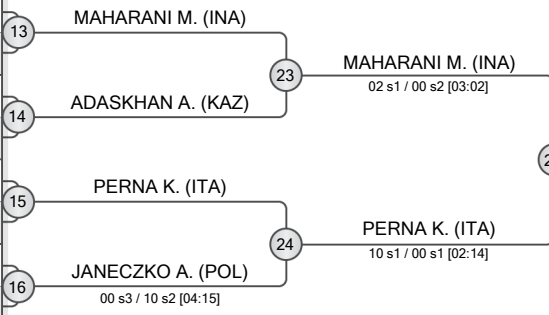 13
MAHARANI M. (INA)
23
MAHARANI M. (INA)
02 s1 / 00 s2 [03:02]
14
ADASKHAN A. (KAZ)
15
PERNA K. (ITA)
24
PERNA K. (ITA)
10 s1 / 00 s1 [02:14]
16
JANECZKO A. (POL)
00 s3 / 10 s2 [04:15]